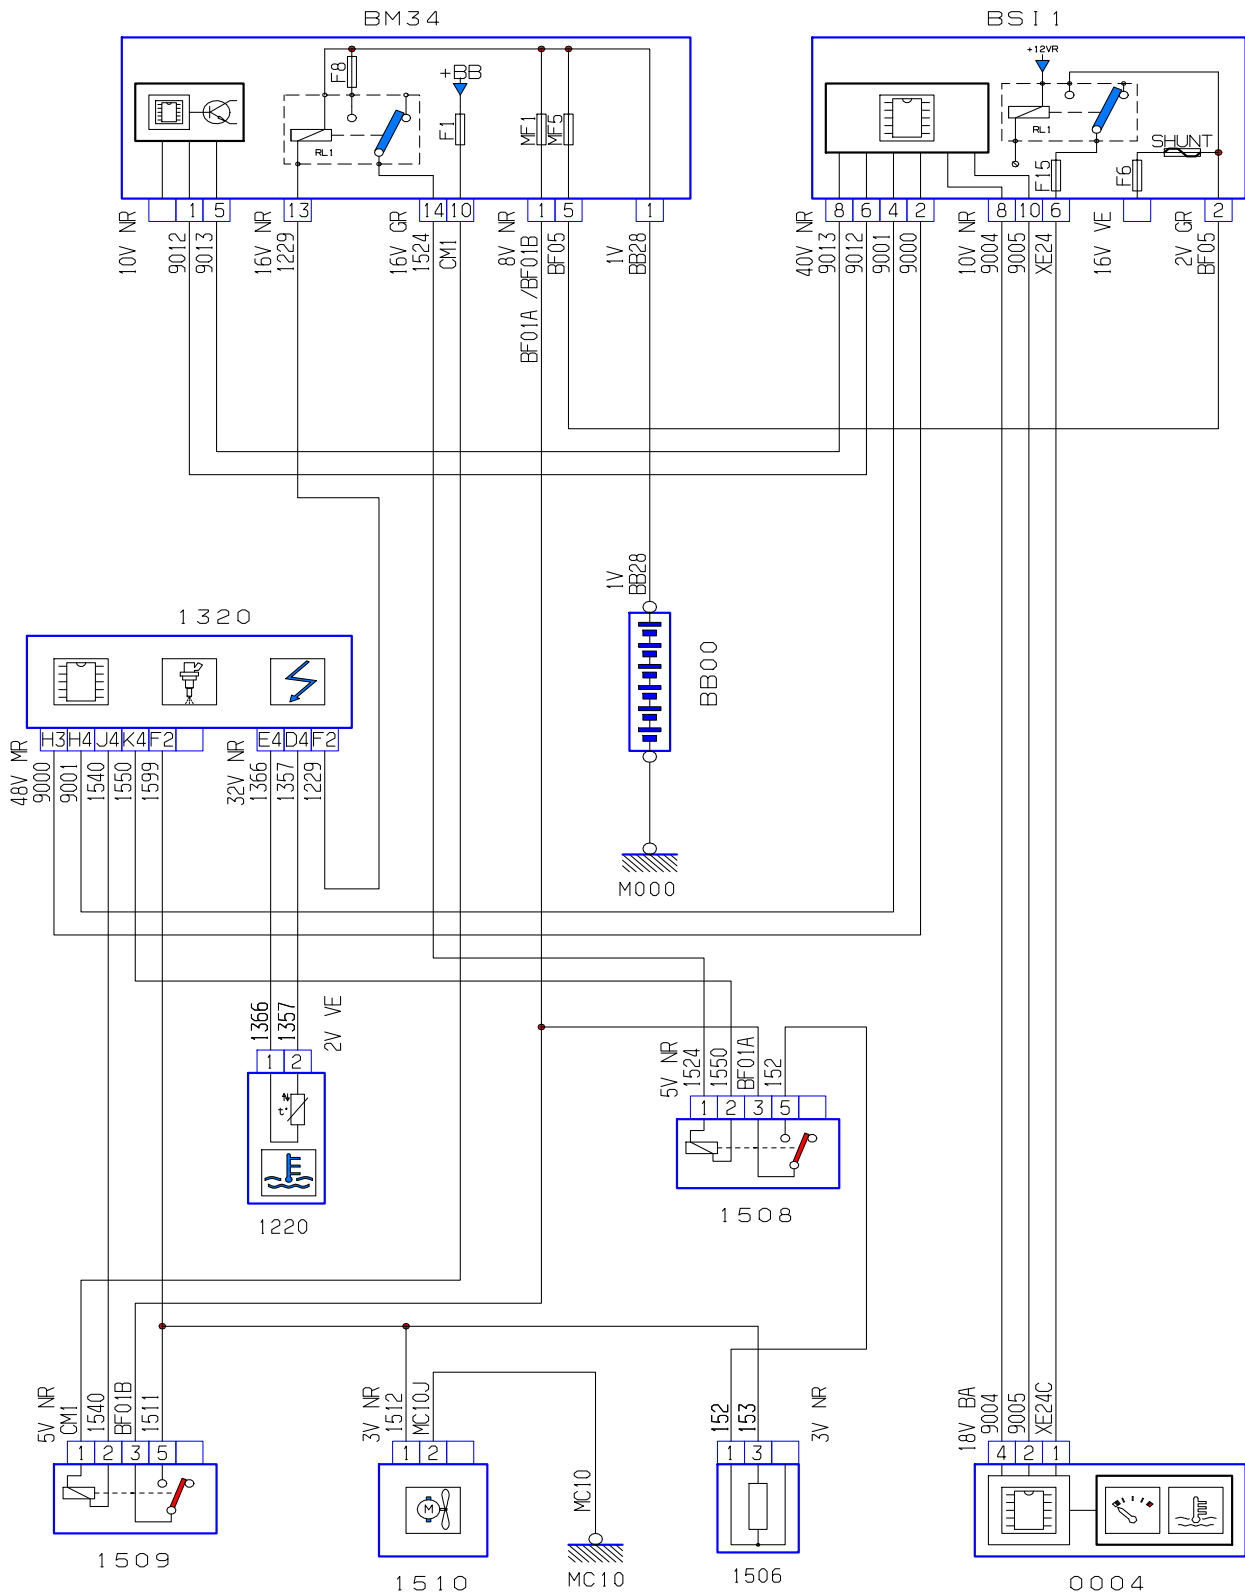 BM34
BSI1
F8
+BB
F1
RL1
MF1
MF5
+12VR
RL1
SHUNT
F15
F6
1 5
13
14 10
1 5
1
8 6 4 2
8 10 6
2
10V NR
9012
9013
16V NR
1229
16V GR
1524
CM1
8V NR
BF01A /BF01B
BF05
1V
BB28
40V NR
9013
9012
9001
9000
10V NR
9004
9005
XE24
16V VE
2V GR
BF05
1V
BB28
BB00
M000
1320
H3 H4 J4 K4 F2
E4 D4 F2
48V MR
9000
9001
1540
1550
1599
32V NR
1366
1357
1229
1366
1357
2V VE
1 2
t°
1220
5V NR
1524
1550
BF01A
152
1 2 3 5
1508
5V NR
CM1
1540
BF01B
1511
1 2 3 5
1509
3V NR
1512
MC10J
1 2
M
1510
MC10
MC10
152
153
3V NR
1 3
1506
18V BA
9004
9005
XE24C
4 2 1
0004